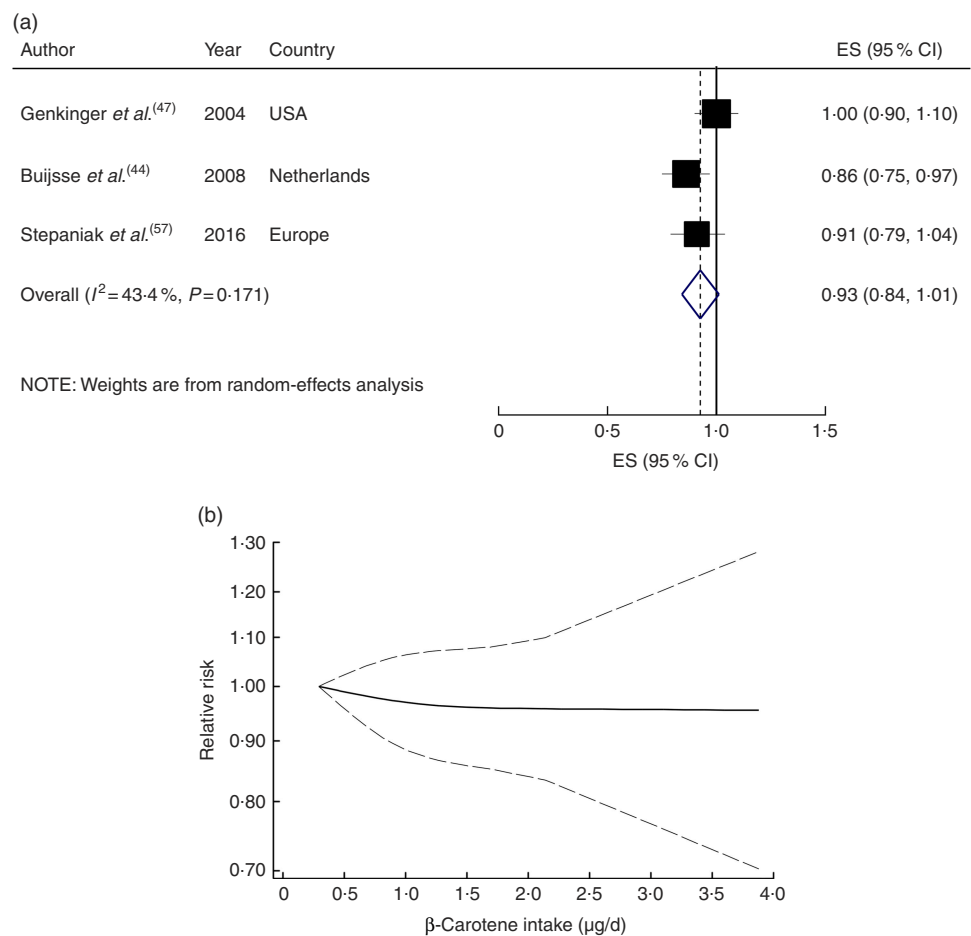 (a)
Author Year Country ES (95 % CI)
Genkinger et al.(47) 2004 USA 1·00 (0·90, 1·10)
Buijsse et al.(44) 2008 Netherlands 0·86 (0·75, 0·97)
Stepaniak et al.(57) 2016 Europe 0·91 (0·79, 1·04)
Overall (I2 = 43·4 %, P = 0·171) 0·93 (0·84, 1·01)
NOTE: Weights are from random-effects analysis
0 0·5 1·0 1·5
ES (95 % CI)
(b)
1·30
1·20
1·10
1·00
0·90
0·80
0·70
Relative risk
0 0·5 1·0 1·5 2·0 2·5 3·0 3·5 4·0
β-Carotene intake (µg/d)